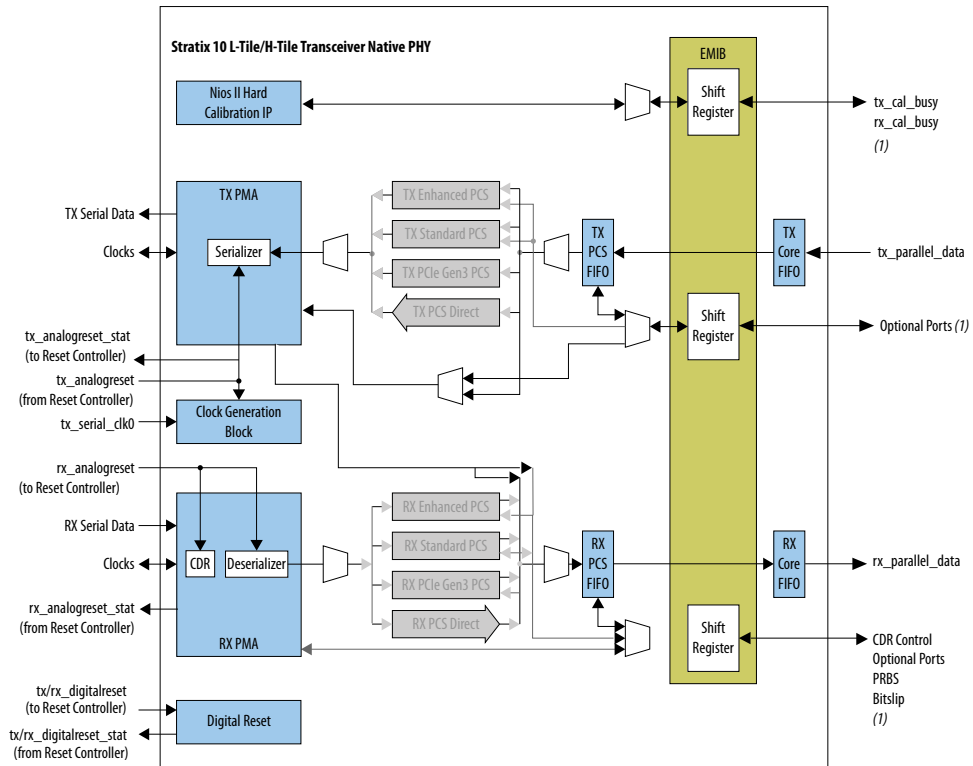 Stratix 10 L-Tile/H-Tile Transceiver Native PHY
EMIB
Nios II Hard
Calibration IP
Shift
Register
tx_cal_busy
rx_cal_busy
(1)
TX PMA
TX Serial Data
Clocks
Serializer
TX Enhanced PCS
TX Standard PCS
TX PCIe Gen3 PCS
TX PCS Direct
TX
PCS
FIFO
TX
Core
FIFO
tx_parallel_data
Shift
Register
Optional Ports (1)
tx_analogreset_stat
(to Reset Controller)
tx_analogreset
(from Reset Controller)
tx_serial_clk0
Clock Generation
Block
rx_analogreset
(to Reset Controller)
RX Serial Data
Clocks
CDR
Deserializer
rx_analogreset_stat
(from Reset Controller)
RX PMA
RX Enhanced PCS
RX Standard PCS
RX PCIe Gen3 PCS
RX PCS Direct
RX
PCS
FIFO
RX
Core
FIFO
rx_parallel_data
Shift
Register
CDR Control
Optional Ports
PRBS
Bitslip
(1)
tx/rx_digitalreset
(to Reset Controller)
tx/rx_digitalreset_stat
(from Reset Controller)
Digital Reset